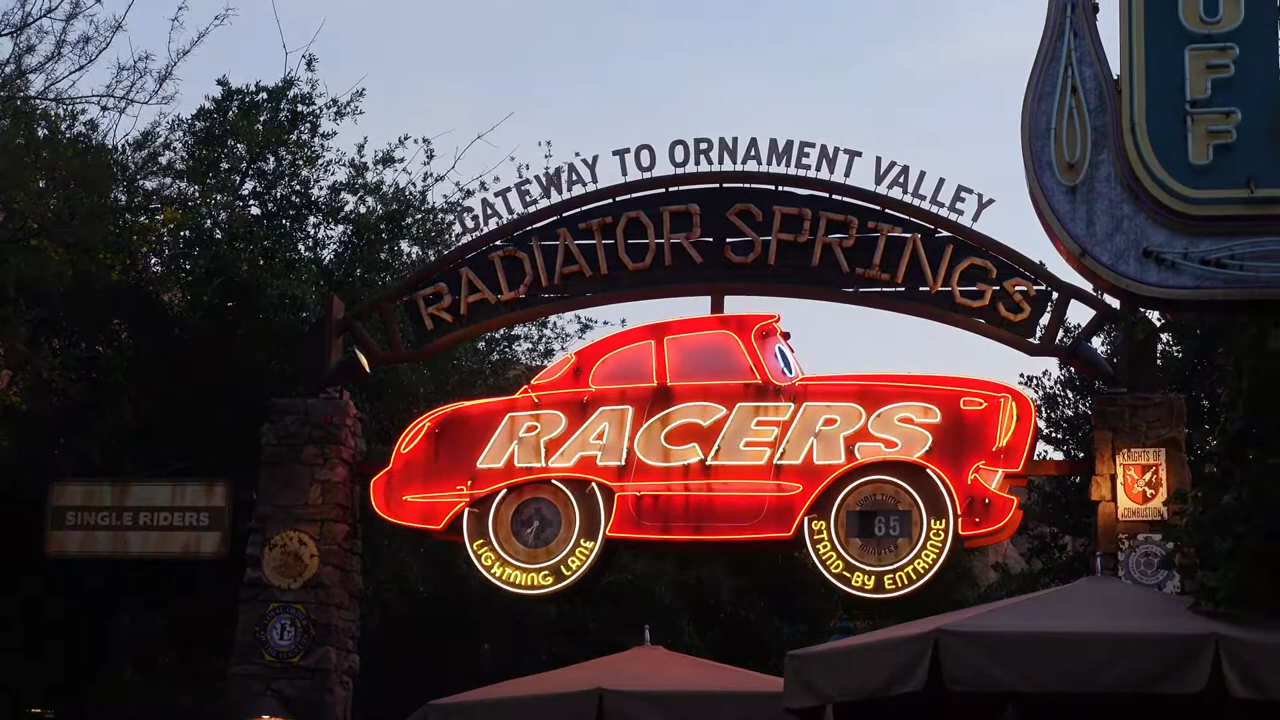 UFF
GATEWAY TO ORNAMENT VALLEY
RADIATOR SPRINGS
RACERS
SINGLE RIDERS
LIGHTNING LANE
WAIT TIME
65
MINUTES
STAND-BY ENTRANCE
KNIGHTS OF
COMBUSTION